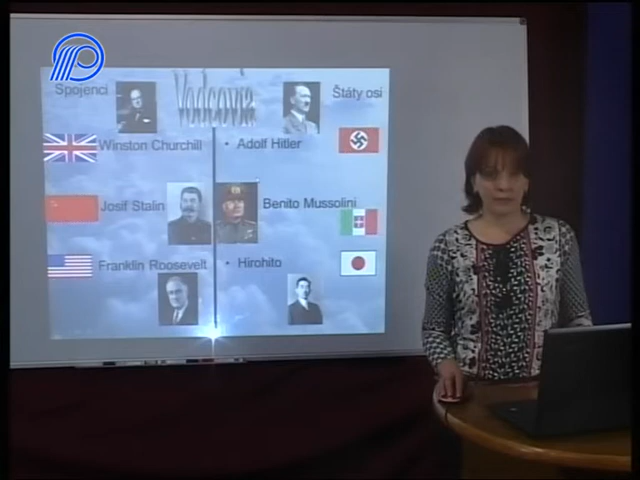 Vodcovia
Spojenci
Štáty osi
Winston Churchill
• Adolf Hitler
Josif Stalin
Benito Mussolini
Franklin Roosevelt
• Hirohito